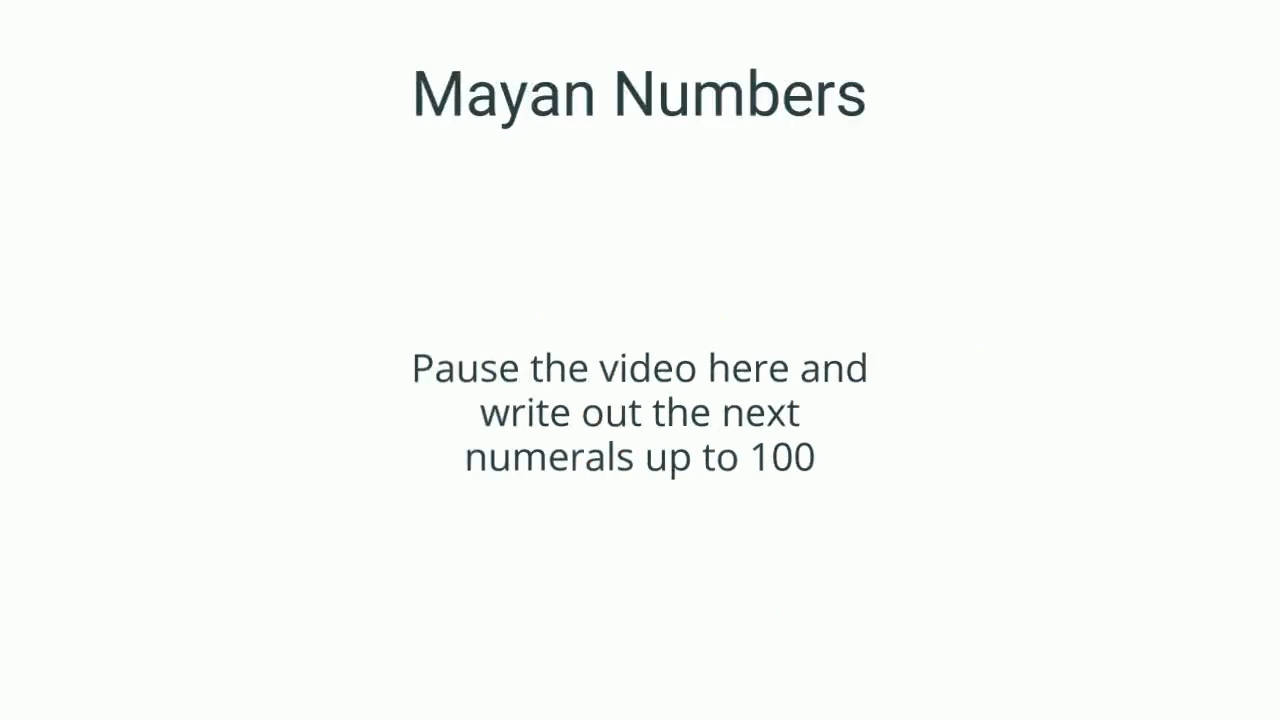 Mayan Numbers
Pause the video here and
write out the next
numerals up to 100